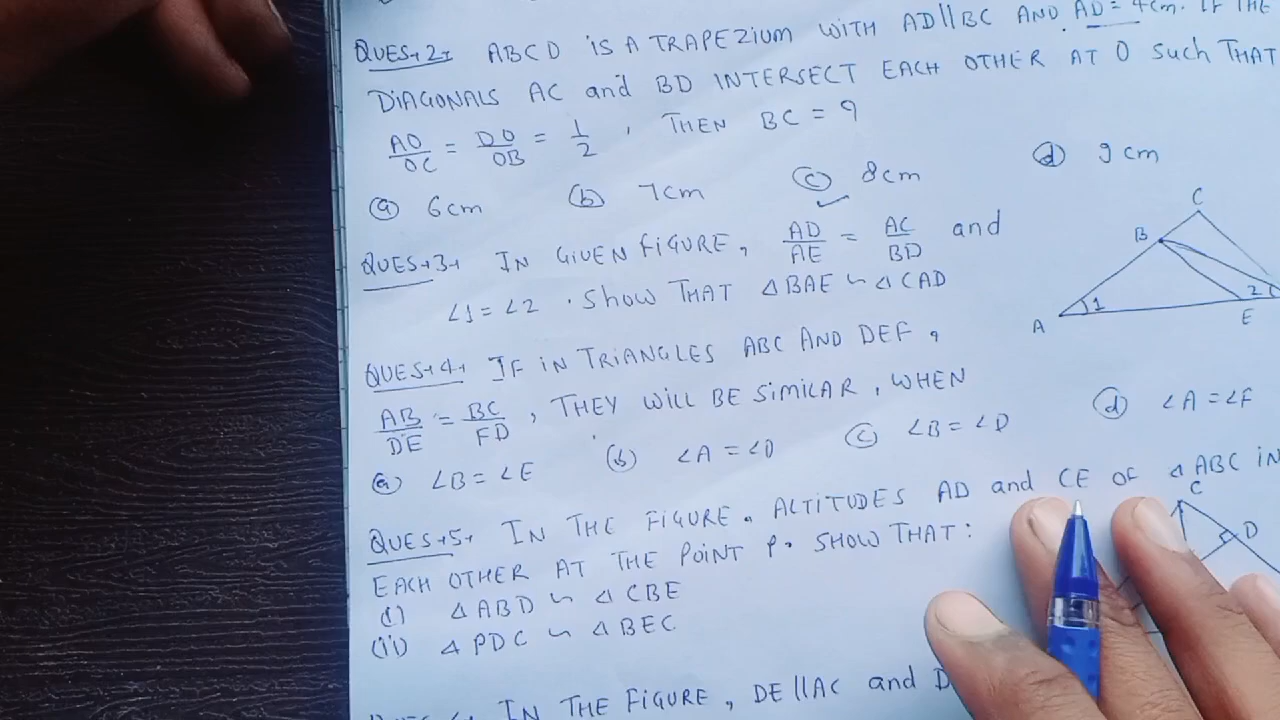 QUES+2+ ABCD IS A TRAPEZIUM WITH AD||BC AND AD = 4cm. IF THE
DIAGONALS AC and BD INTERSECT EACH OTHER AT O such THAT
AO/OC = DO/OB = 1/2 , THEN BC = ?
(a) 6cm (b) 7cm (c) 8cm (d) 9cm
QUES+3+ IN GIVEN FIGURE, AD/AE = AC/BD and
∠1 = ∠2 . Show THAT △BAE ∽ △CAD
C
B
1
2
A
E
QUES+4+ IF IN TRIANGLES ABC AND DEF,
AB/DE = BC/FD , THEY WILL BE SIMILAR, WHEN
(a) ∠B = ∠E (b) ∠A = ∠D (c) ∠B = ∠D (d) ∠A = ∠F
QUES+5+ IN THE FIGURE. ALTITUDES AD and CE OF △ABC IN
EACH OTHER AT THE POINT P. SHOW THAT:
(i) △ABD ∽ △CBE
(ii) △PDC ∽ △BEC
C
D
IN THE FIGURE, DE||AC and D